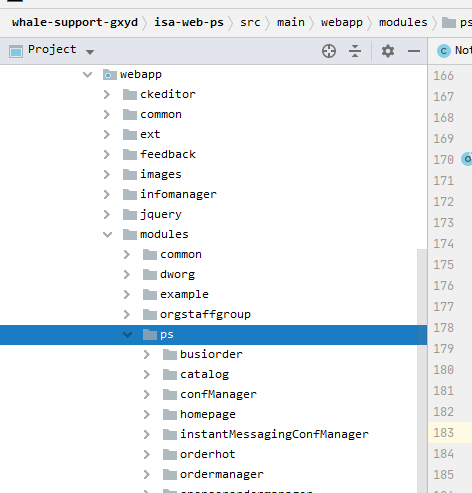 whale-support-gxyd › isa-web-ps › src › main › webapp › modules › ps
Project
Not
webapp
ckeditor
common
ext
feedback
images
infomanager
jquery
modules
common
dworg
example
orgstaffgroup
ps
busiorder
catalog
confManager
homepage
instantMessagingConfManager
orderhot
ordermanager
166
167
168
169
170
171
172
173
174
175
176
177
178
179
180
181
182
183
184
185